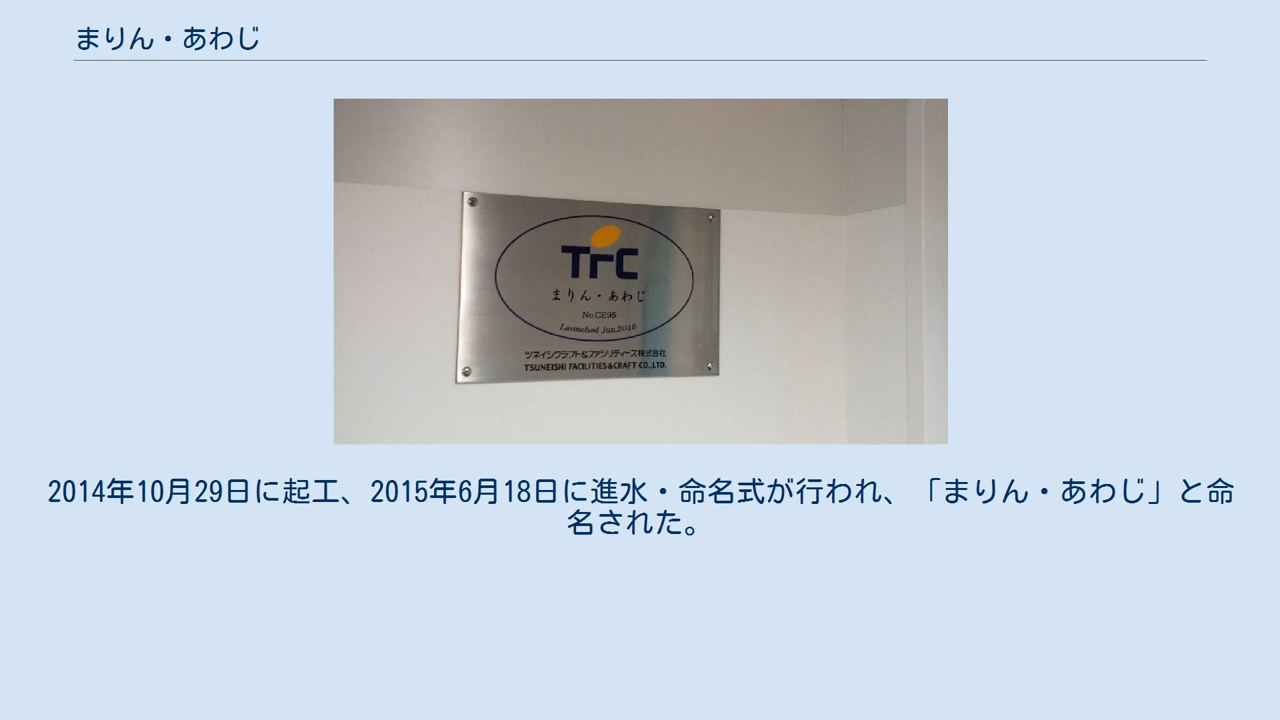 まりん・あわじ
TFC
まりん・あわじ
No.CE95
Launched Jun.2015
ツネイシクラフト&ファシリティーズ株式会社
TSUNEISHI FACILITIES&CRAFT CO.,LTD.
2014年10月29日に起工、2015年6月18日に進水・命名式が行われ、「まりん・あわじ」と命
名された。